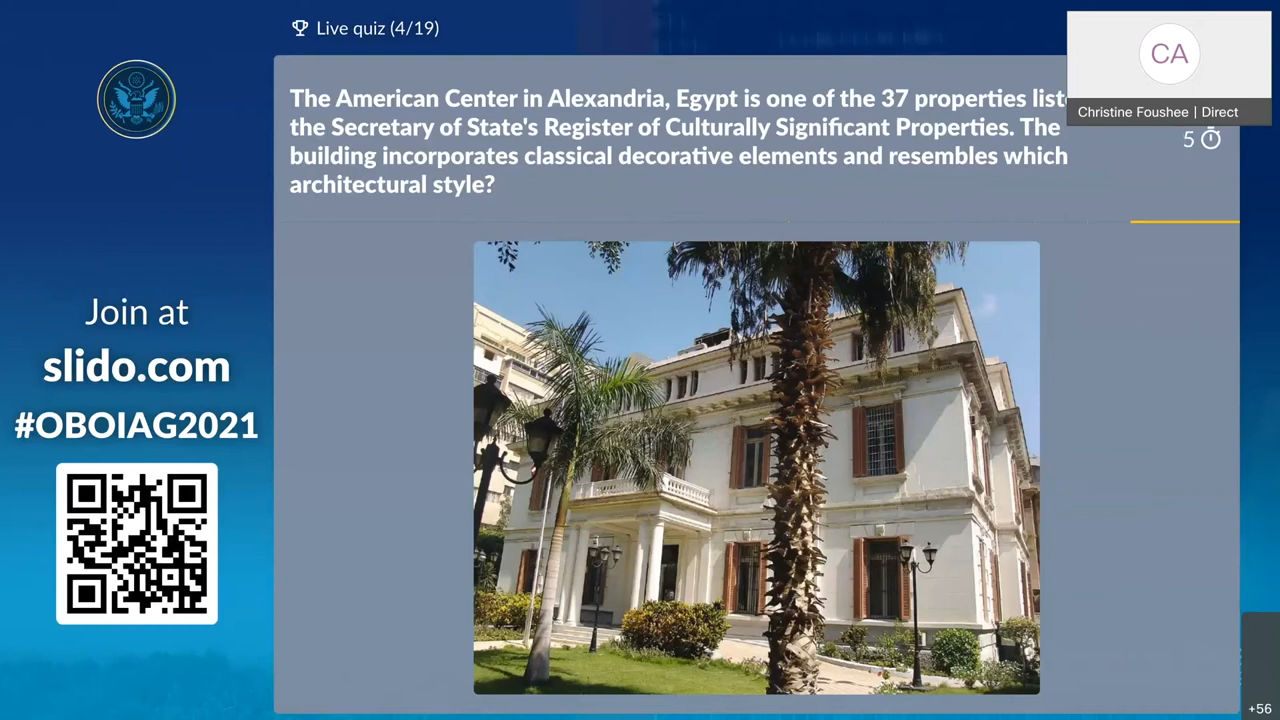 Live quiz (4/19)
CA
Christine Foushee | Direct
The American Center in Alexandria, Egypt is one of the 37 properties
the Secretary of State's Register of Culturally Significant Properties. The
building incorporates classical decorative elements and resembles which
architectural style?
5
Join at
slido.com
#OBOIAG2021
+56